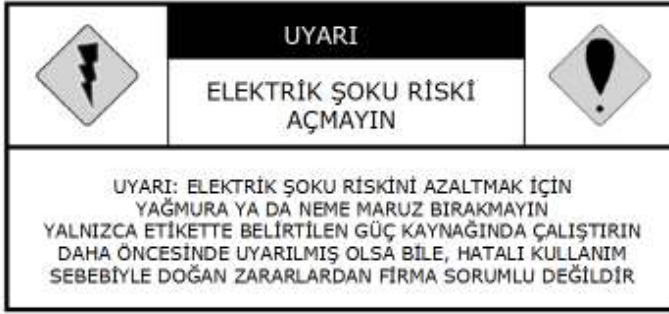 UYARI
ELEKTRİK ŞOKU RİSKİ
AÇMAYIN
UYARI: ELEKTRİK ŞOKU RİSKİNİ AZALTMAK İÇİN
YAĞMURA YA DA NEME MARUZ BIRAKMAYIN
YALNIZCA ETİKETTE BELİRTİLEN GÜÇ KAYNAĞINDA ÇALIŞTIRIN
DAHA ÖNCESİNDE UYARILMIŞ OLSA BİLE, HATALI KULLANIM
SEBEBİYLE DOĞAN ZARARLARDAN FİRMA SORUMLU DEĞİLDİR